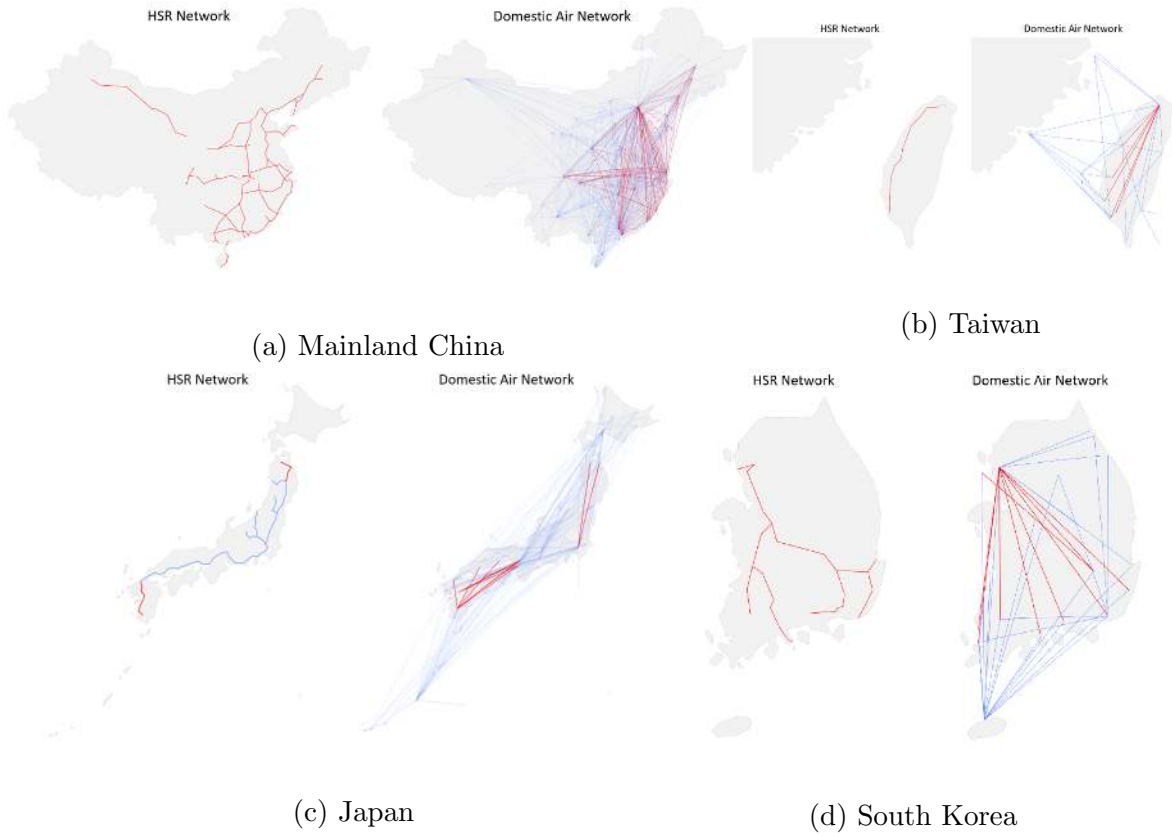 HSR Network
Domestic Air Network
HSR Network
Domestic Air Network
(a) Mainland China
(b) Taiwan
HSR Network
Domestic Air Network
HSR Network
Domestic Air Network
(c) Japan
(d) South Korea